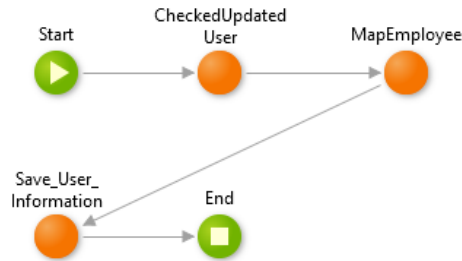 Start
CheckedUpdated
User
MapEmployee
Save_User_
Information
End